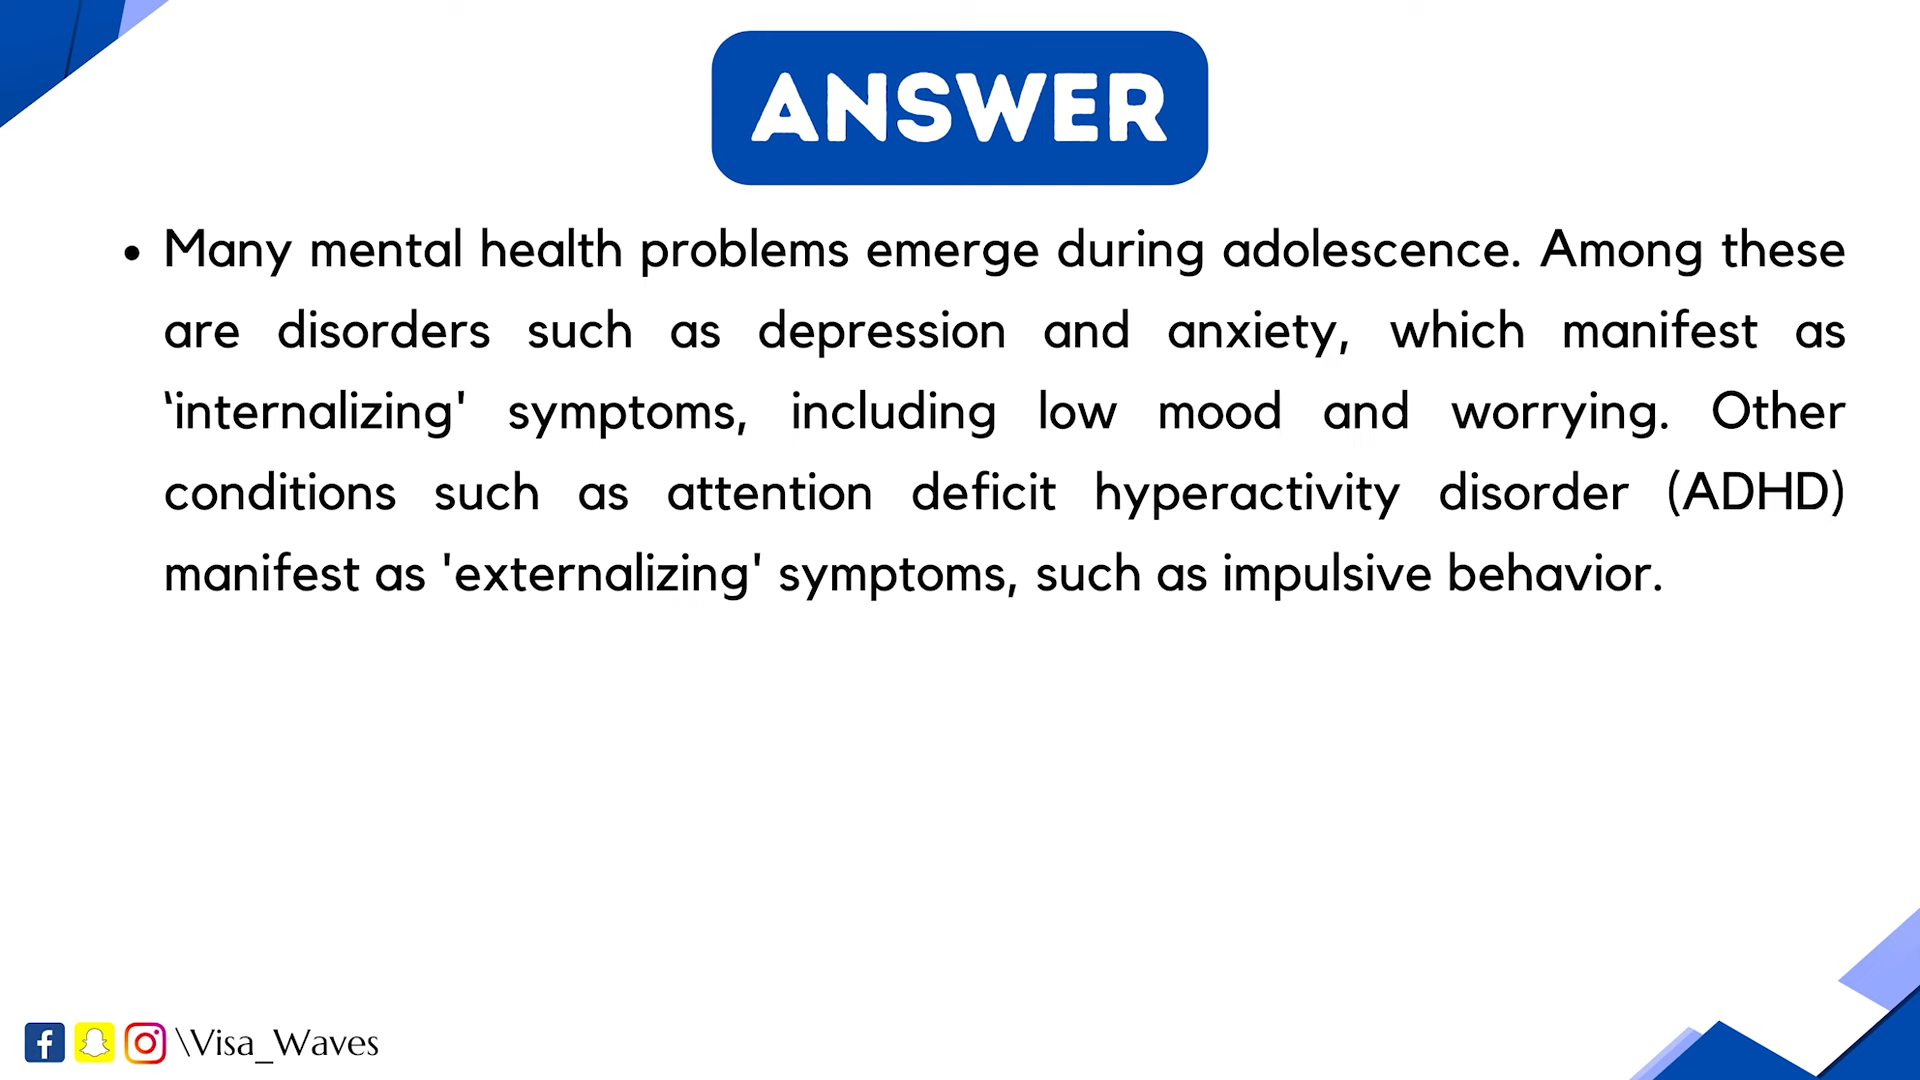 ANSWER
• Many mental health problems emerge during adolescence. Among these
are disorders such as depression and anxiety, which manifest as
‘internalizing' symptoms, including low mood and worrying. Other
conditions such as attention deficit hyperactivity disorder (ADHD)
manifest as 'externalizing' symptoms, such as impulsive behavior.
\Visa_Waves